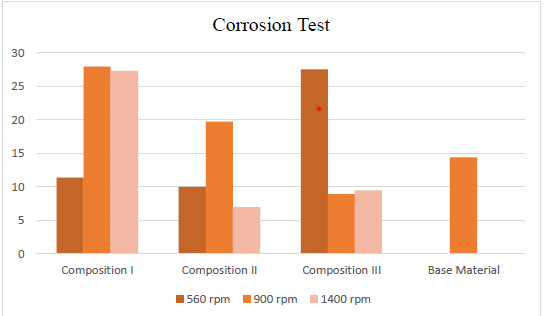 Corrosion Test
30
25
20
15
10
5
0
Composition I Composition II Composition III Base Material
560 rpm 900 rpm 1400 rpm